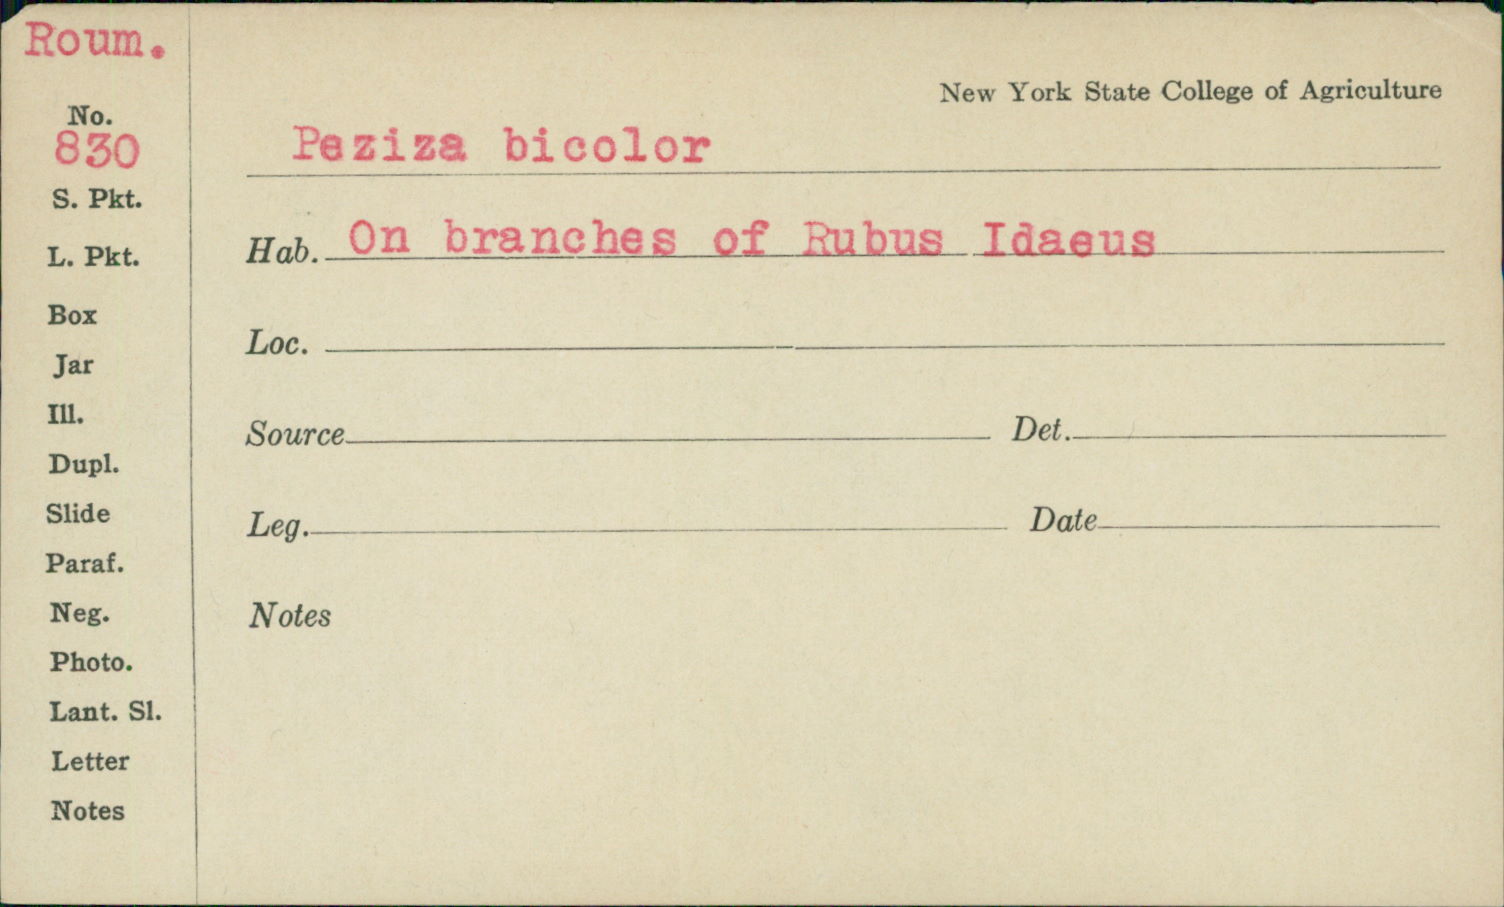 Roum.
New York State College of Agriculture
No.
830
Peziza bicolor
S. Pkt.
Hab. On branches of Rubus Idaeus
L. Pkt.
Box
Loc.
Jar
Ill.
Source Det.
Dupl.
Slide
Leg. Date
Paraf.
Neg.
Notes
Photo.
Lant. Sl.
Letter
Notes